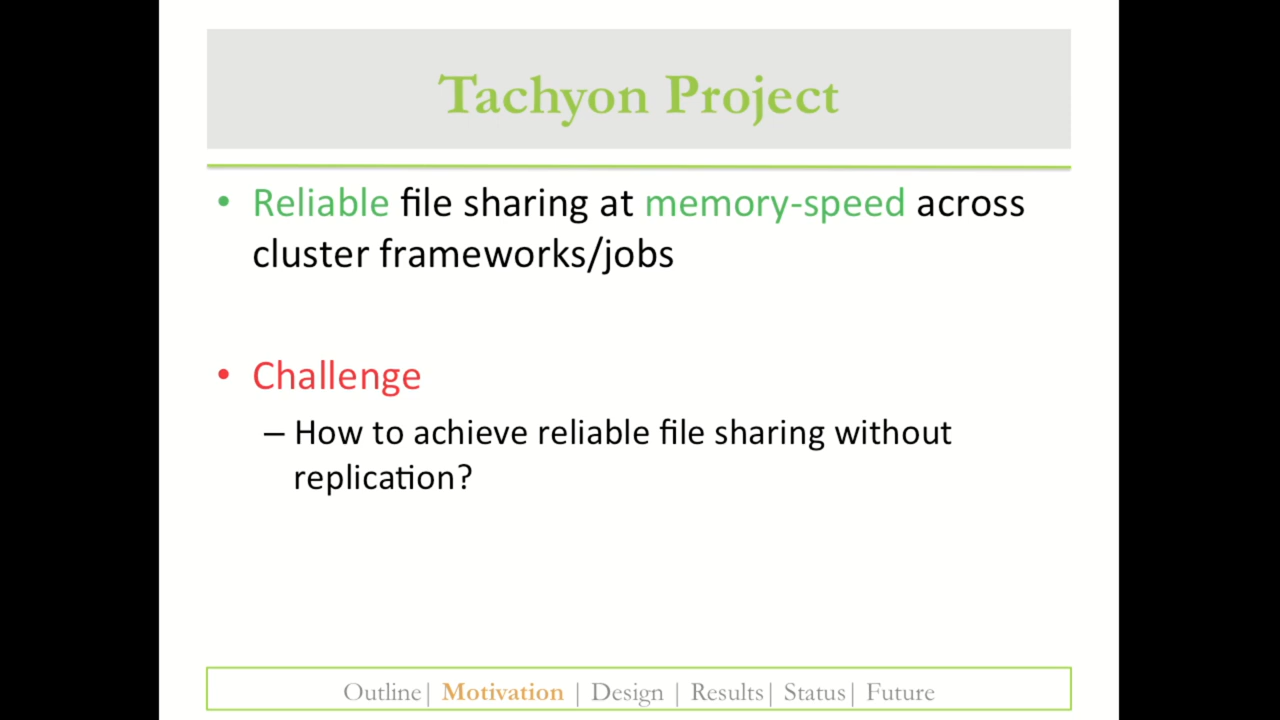 Tachyon Project
• Reliable file sharing at memory-speed across
cluster frameworks/jobs
• Challenge
– How to achieve reliable file sharing without
replication?
Outline| Motivation | Design | Results| Status| Future